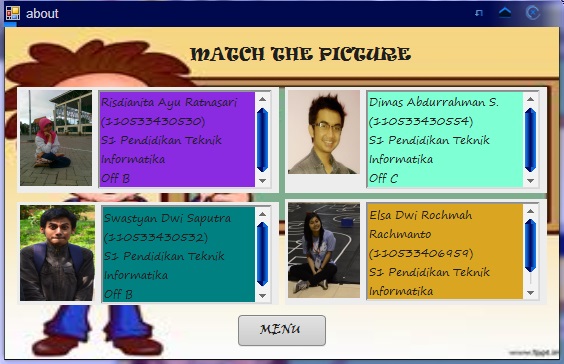 about
MATCH THE PICTURE
Risdianita Ayu Ratnasari
(110533430530)
S1 Pendidikan Teknik
Informatika
Off B
Dimas Abdurrahman S.
(110533430554)
S1 Pendidikan Teknik
Informatika
Off C
Swastyan Dwi Saputra
(110533430532)
S1 Pendidikan Teknik
Informatika
Off B
Elsa Dwi Rochmah
Rachmanto
(110533406959)
S1 Pendidikan Teknik
Informatika
MENU